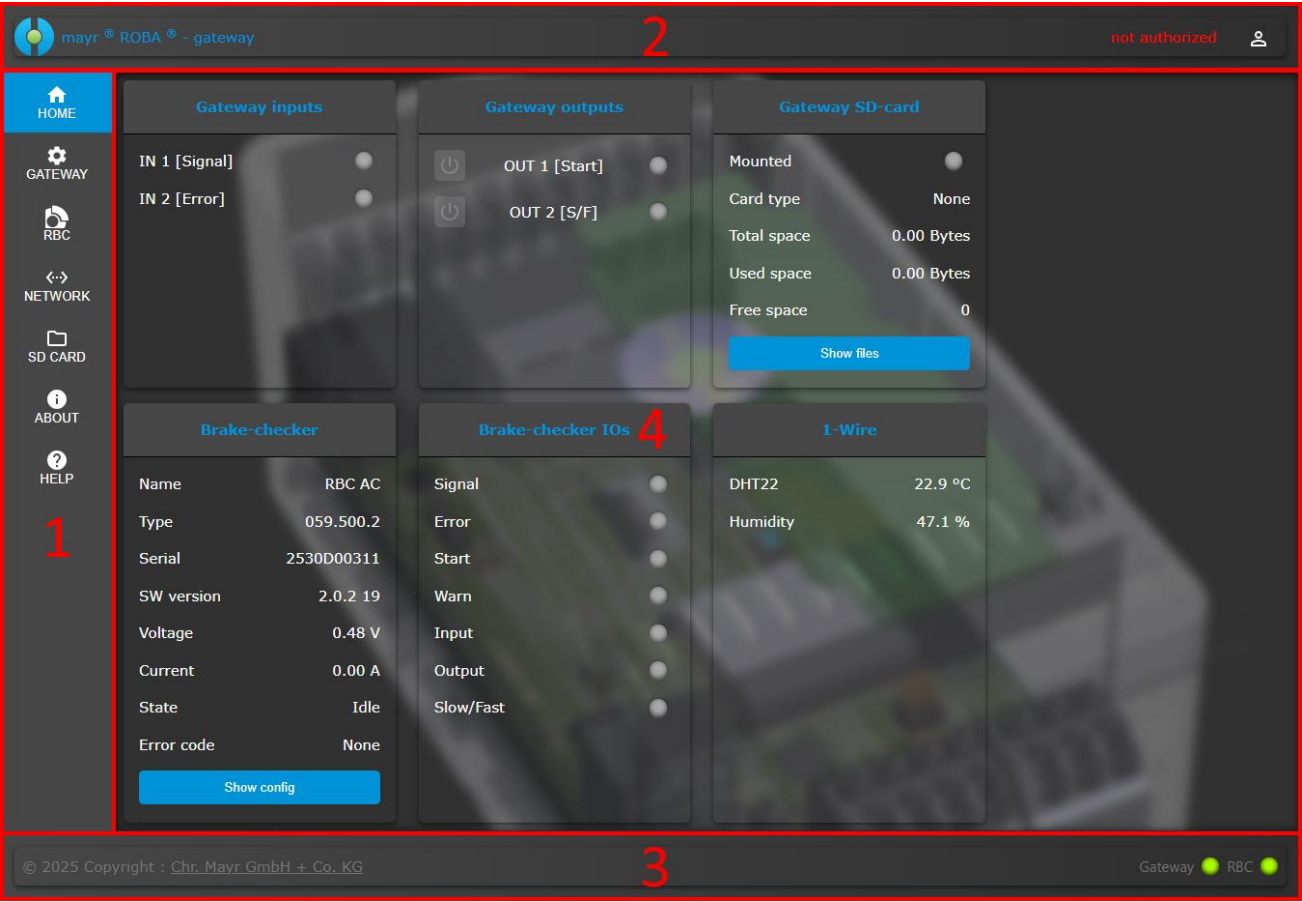 mayr ® ROBA ® - gateway
2
not authorized
HOME
GATEWAY
RBC
NETWORK
SD CARD
ABOUT
HELP
1
Gateway inputs
IN 1 [Signal]
IN 2 [Error]
Gateway outputs
OUT 1 [Start]
OUT 2 [S/F]
Gateway SD-card
Mounted
Card type None
Total space 0.00 Bytes
Used space 0.00 Bytes
Free space 0
Show files
Brake-checker
Name RBC AC
Type 059.500.2
Serial 2530D00311
SW version 2.0.2 19
Voltage 0.48 V
Current 0.00 A
State Idle
Error code None
Show config
Brake-checker IOs
4
Signal
Error
Start
Warn
Input
Output
Slow/Fast
1-Wire
DHT22 22.9 °C
Humidity 47.1 %
© 2025 Copyright : Chr. Mayr GmbH + Co. KG
3
Gateway RBC